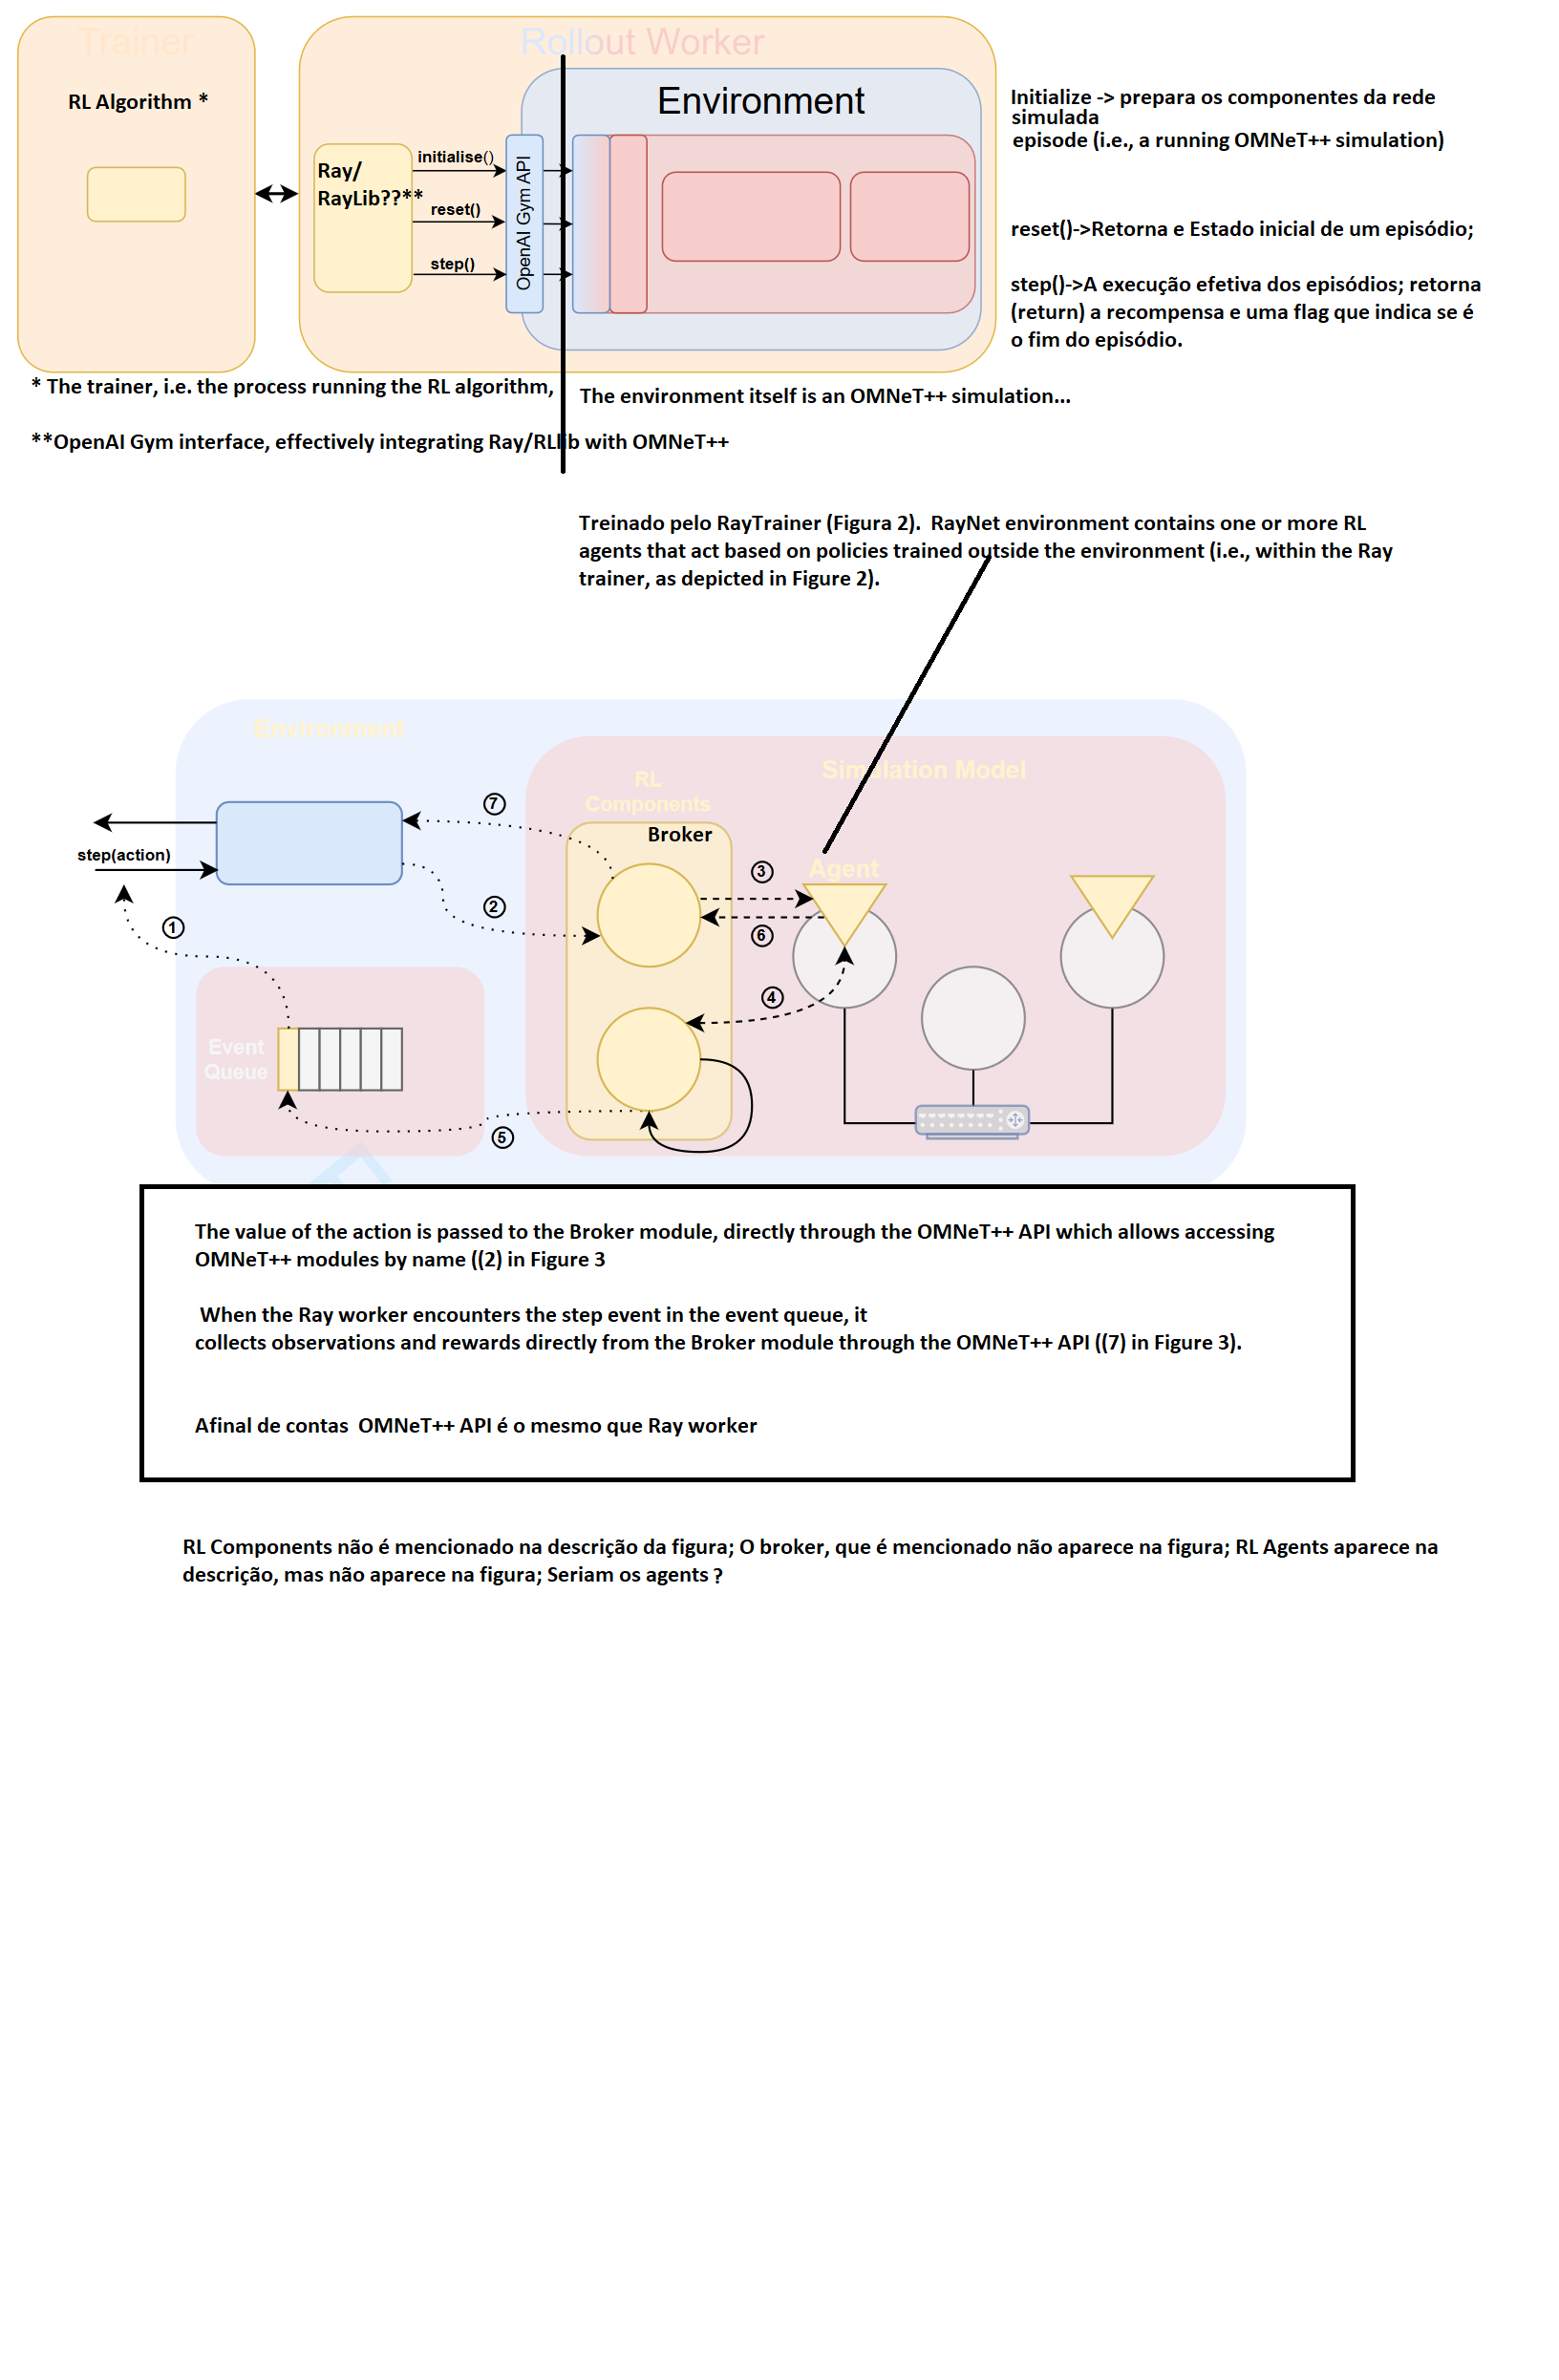 Trainer
Rollout Worker
RL Algorithm *
Environment
Ray/
RayLib??**
initialise()
reset()
step()
OpenAI Gym API
Initialize -> prepara os componentes da rede
simulada
episode (i.e., a running OMNeT++ simulation)
reset()->Retorna e Estado inicial de um episódio;
step()->A execução efetiva dos episódios; retorna
(return) a recompensa e uma flag que indica se é
o fim do episódio.
* The trainer, i.e. the process running the RL algorithm,
The environment itself is an OMNeT++ simulation...
**OpenAI Gym interface, effectively integrating Ray/RLlib with OMNeT++
Treinado pelo RayTrainer (Figura 2). RayNet environment contains one or more RL
agents that act based on policies trained outside the environment (i.e., within the Ray
trainer, as depicted in Figure 2).
Environment
Simulation Model
RL
Components
Broker
7
step(action)
3
Agent
2
1
6
4
Event
Queue
5
The value of the action is passed to the Broker module, directly through the OMNeT++ API which allows accessing
OMNeT++ modules by name ((2) in Figure 3
When the Ray worker encounters the step event in the event queue, it
collects observations and rewards directly from the Broker module through the OMNeT++ API ((7) in Figure 3).
Afinal de contas OMNeT++ API é o mesmo que Ray worker
RL Components não é mencionado na descrição da figura; O broker, que é mencionado não aparece na figura; RL Agents aparece na
descrição, mas não aparece na figura; Seriam os agents ?